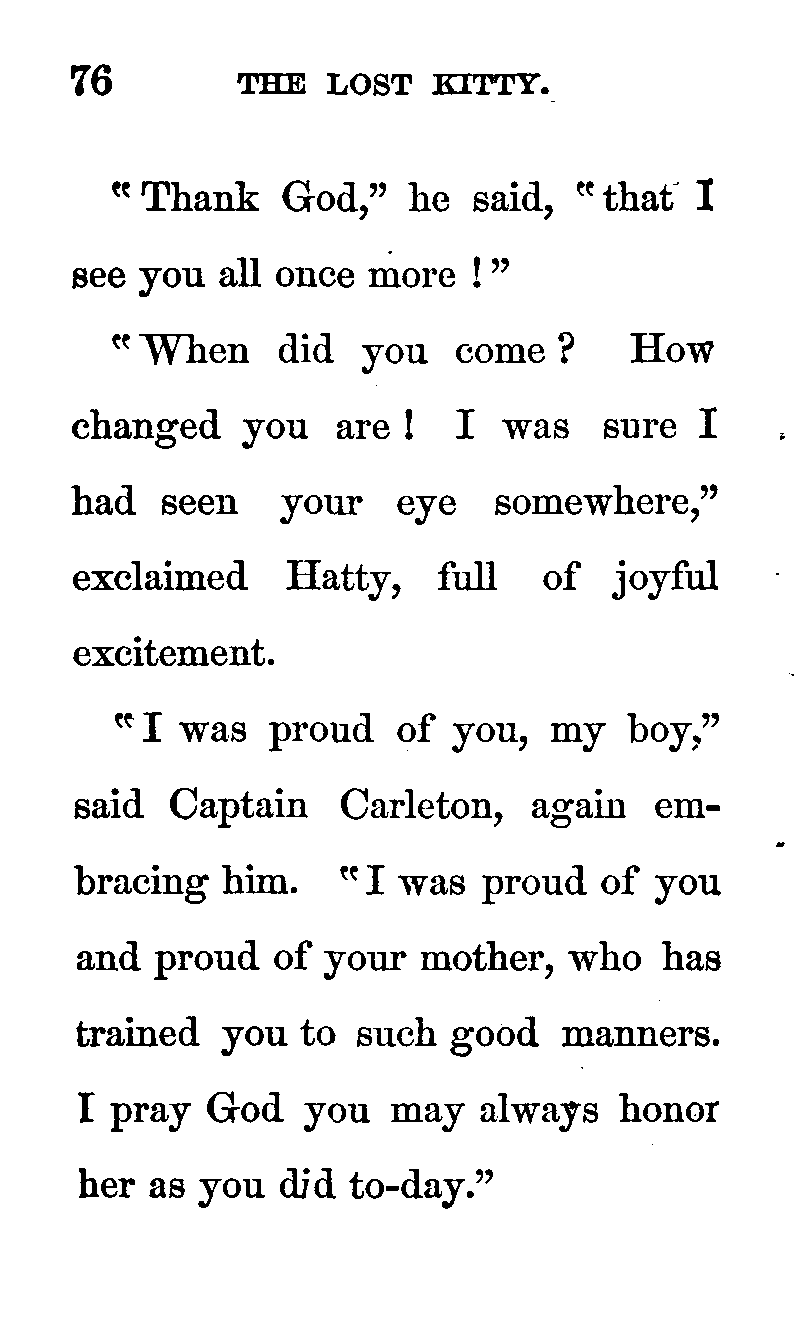 76 THE LOST KITTY.
"Thank God," he said, "that I
see you all once more!"
"When did you come? How
changed you are! I was sure I
had seen your eye somewhere,"
exclaimed Hatty, full of joyful
excitement.
"I was proud of you, my boy,"
said Captain Carleton, again em-
bracing him. "I was proud of you
and proud of your mother, who has
trained you to such good manners.
I pray God you may always honor
her as you did to-day."